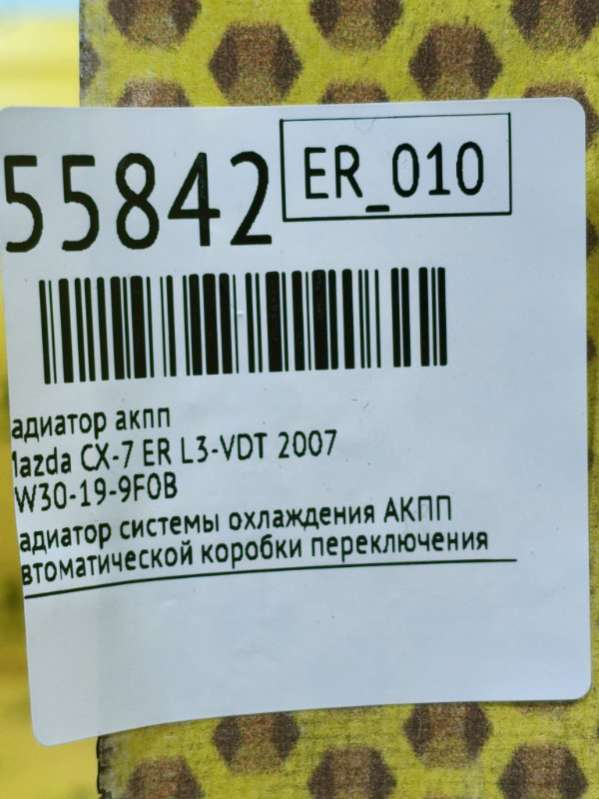 55842
ER_010
адиатор акпп
lazda CX-7 ER L3-VDT 2007
W30-19-9F0B
адиатор системы охлаждения АКПП
втоматической коробки переключения